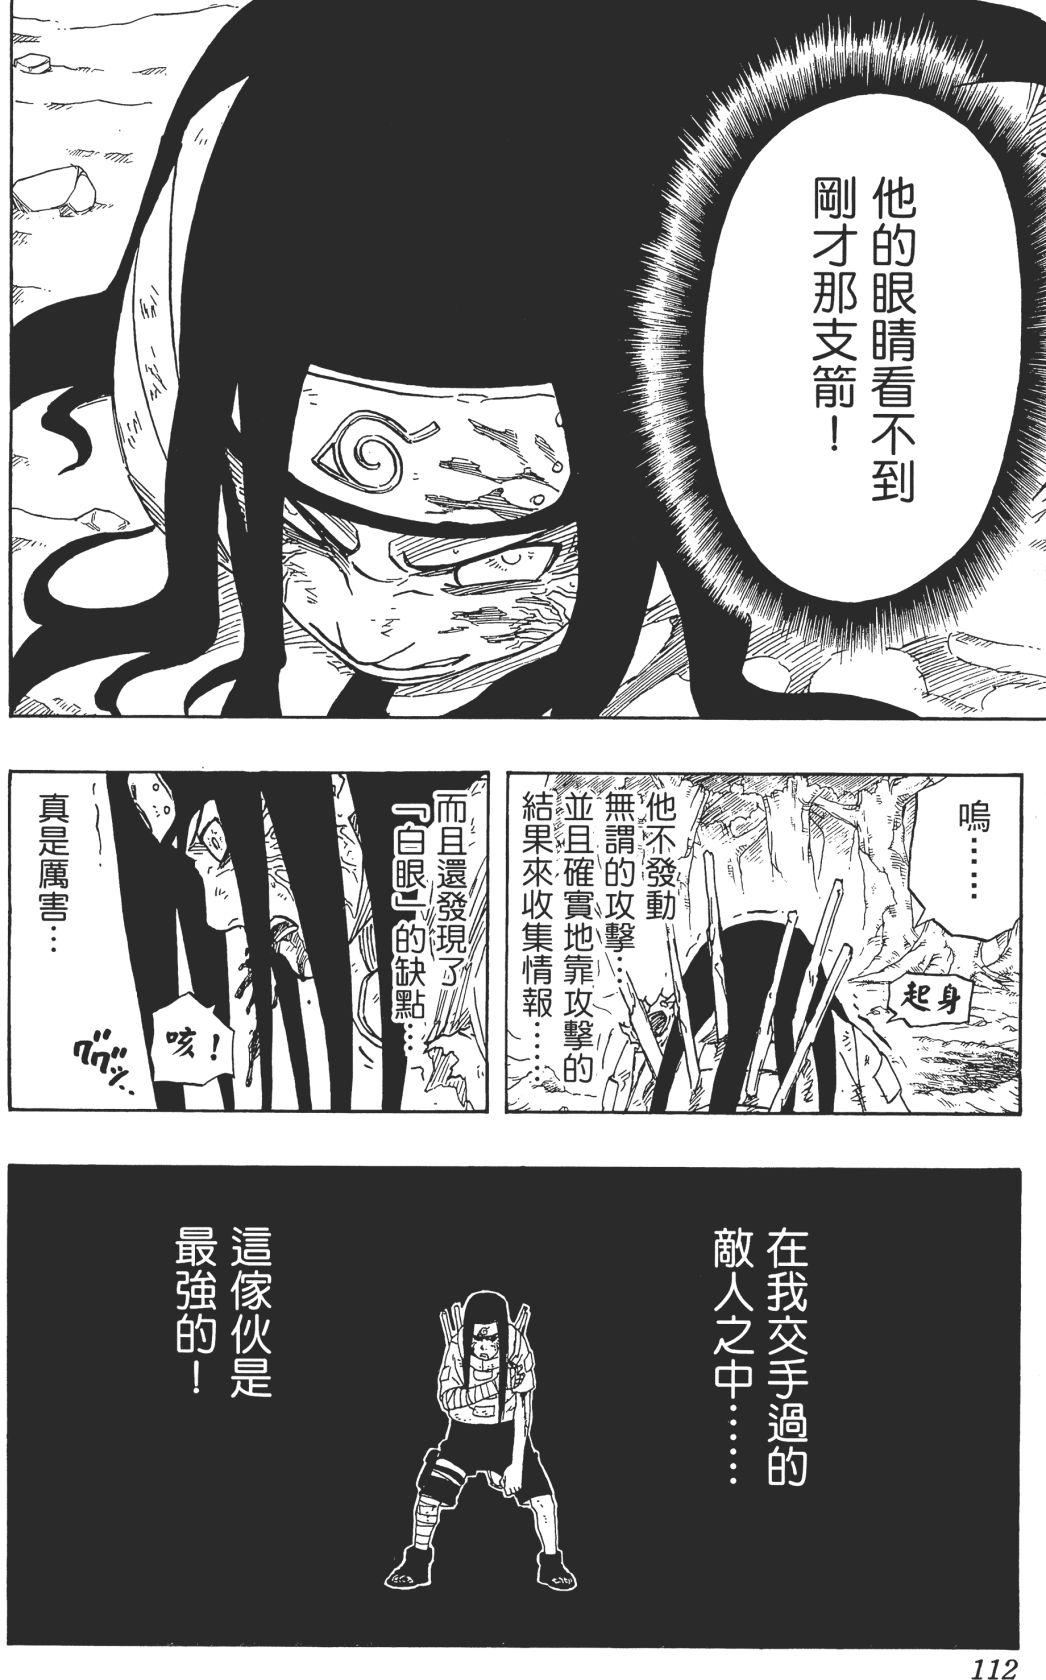 他的眼睛看不到
剛才那支箭！
嗚……
起身
他不發動
無謂的攻擊…
並且確實地靠攻擊的
結果來收集情報……
而且還發現了
「白眼」的缺點…
咳！
ググッ…
真是厲害…
在我交手過的
敵人之中……
這傢伙是
最強的！
112